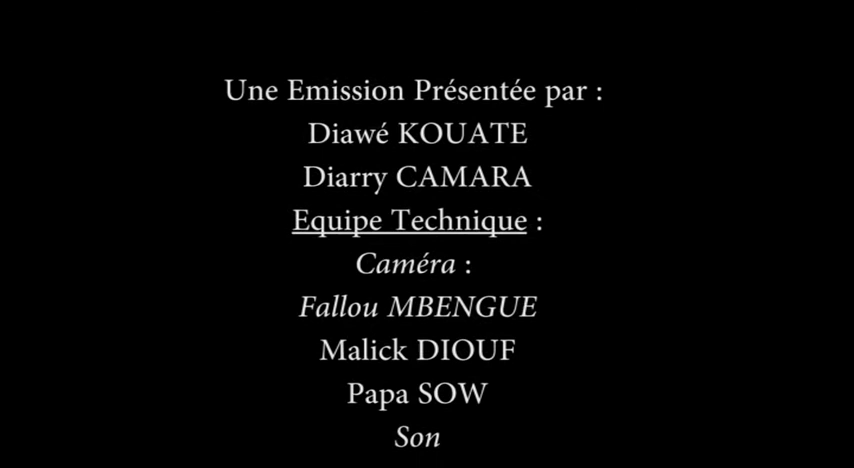 Une Emission Présentée par :
Diawé KOUATE
Diarry CAMARA
Equipe Technique :
Caméra :
Fallou MBENGUE
Malick DIOUF
Papa SOW
Son